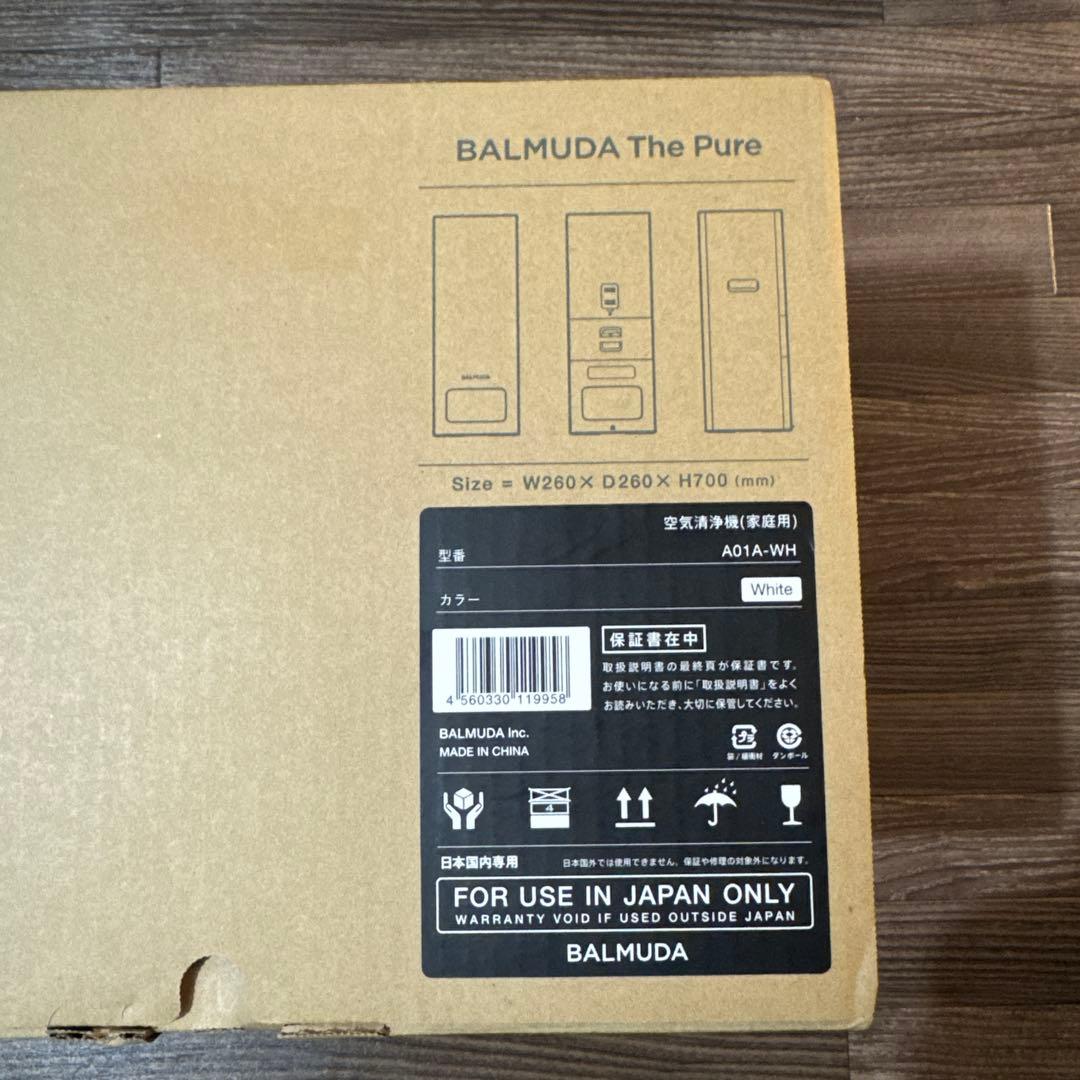 BALMUDA The Pure
BALMUDA
Size = W260× D260× H700 (mm)
空気清浄機(家庭用)
型番 A01A-WH
カラー White
4 560330 119958
保証書在中
取扱説明書の最終頁が保証書です。
お使いになる前に「取扱説明書」をよく
お読みいただき、大切に保管してください。
BALMUDA Inc.
MADE IN CHINA
プラ
袋/緩衝材 ダンボール
4
日本国内専用 日本国外では使用できません。保証や修理の対象外になります。
FOR USE IN JAPAN ONLY
WARRANTY VOID IF USED OUTSIDE JAPAN
BALMUDA